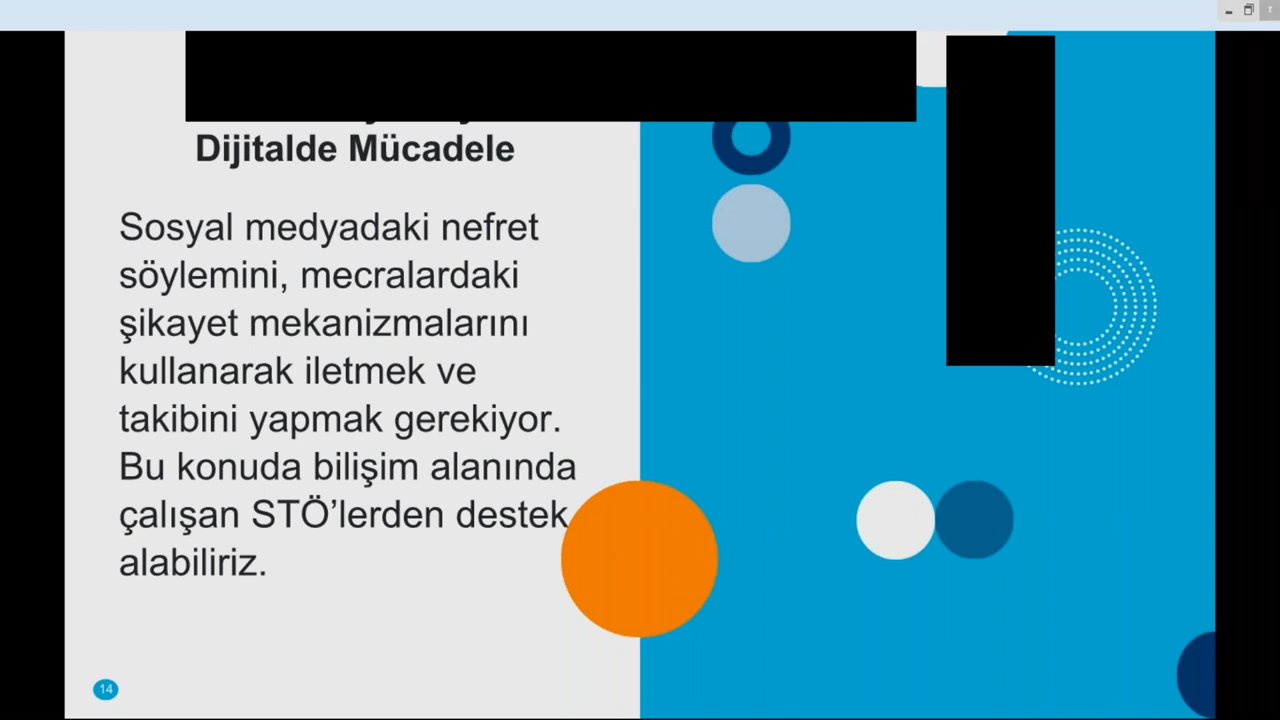 Dijitalde Mücadele
Sosyal medyadaki nefret
söylemini, mecralardaki
şikayet mekanizmalarını
kullanarak iletmek ve
takibini yapmak gerekiyor.
Bu konuda bilişim alanında
çalışan STÖ’lerden destek
alabiliriz.
14